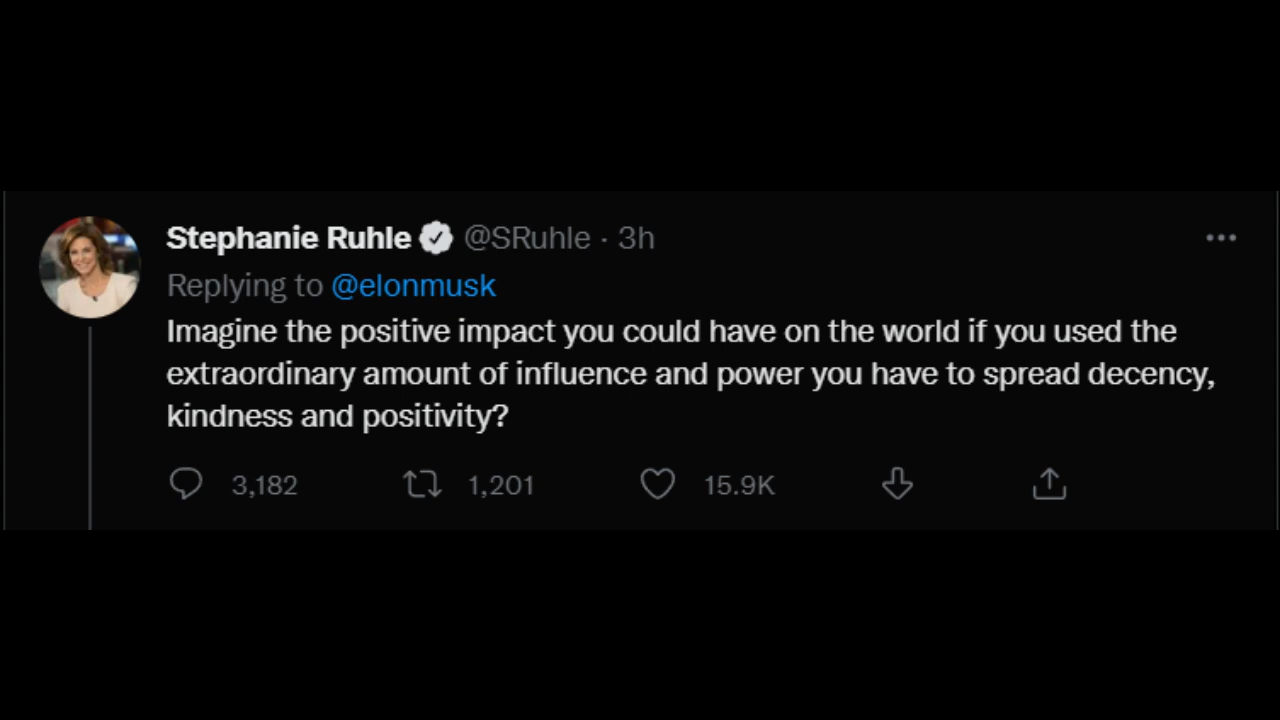 Stephanie Ruhle @SRuhle · 3h
Replying to @elonmusk
Imagine the positive impact you could have on the world if you used the
extraordinary amount of influence and power you have to spread decency,
kindness and positivity?
3,182 1,201 15.9K